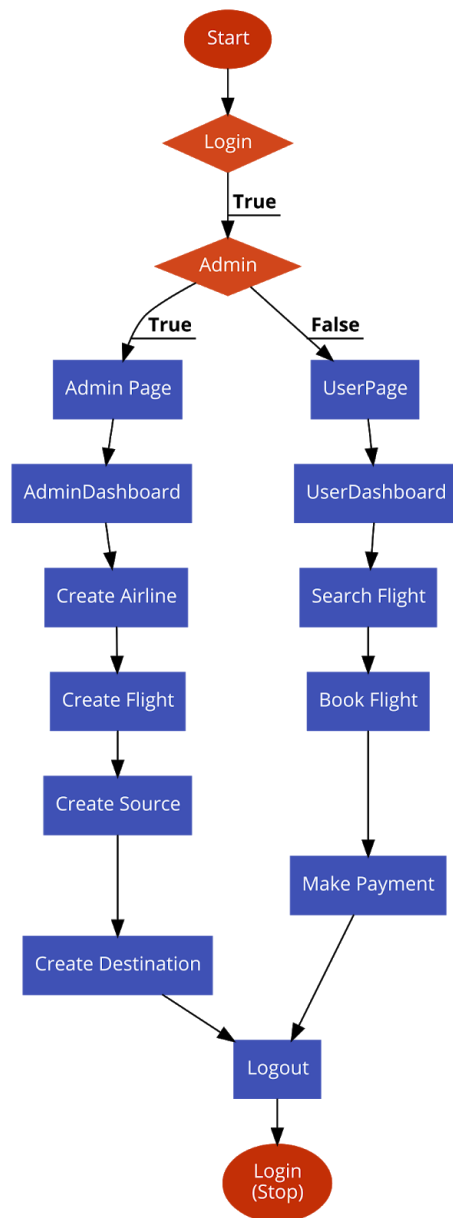 Start
Login
True
Admin
True
False
Admin Page
UserPage
AdminDashboard
UserDashboard
Create Airline
Search Flight
Create Flight
Book Flight
Create Source
Make Payment
Create Destination
Logout
Login
(Stop)